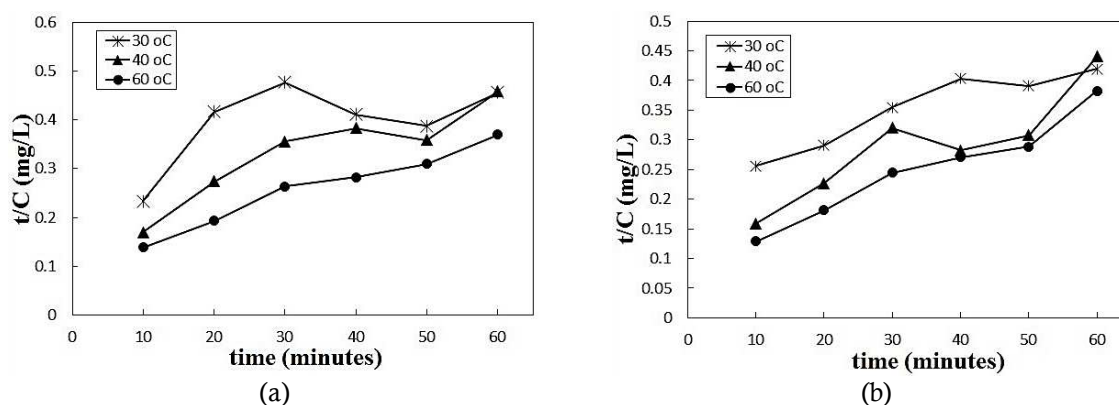 0.6
0.5
0.4
0.3
0.2
0.1
0
t/C (mg/L)
30 oC
40 oC
60 oC
0 10 20 30 40 50 60
time (minutes)
(a)
0.5
0.45
0.4
0.35
0.3
0.25
0.2
0.15
0.1
0.05
0
t/C (mg/L)
30 oC
40 oC
60 oC
0 10 20 30 40 50 60
time (minutes)
(b)